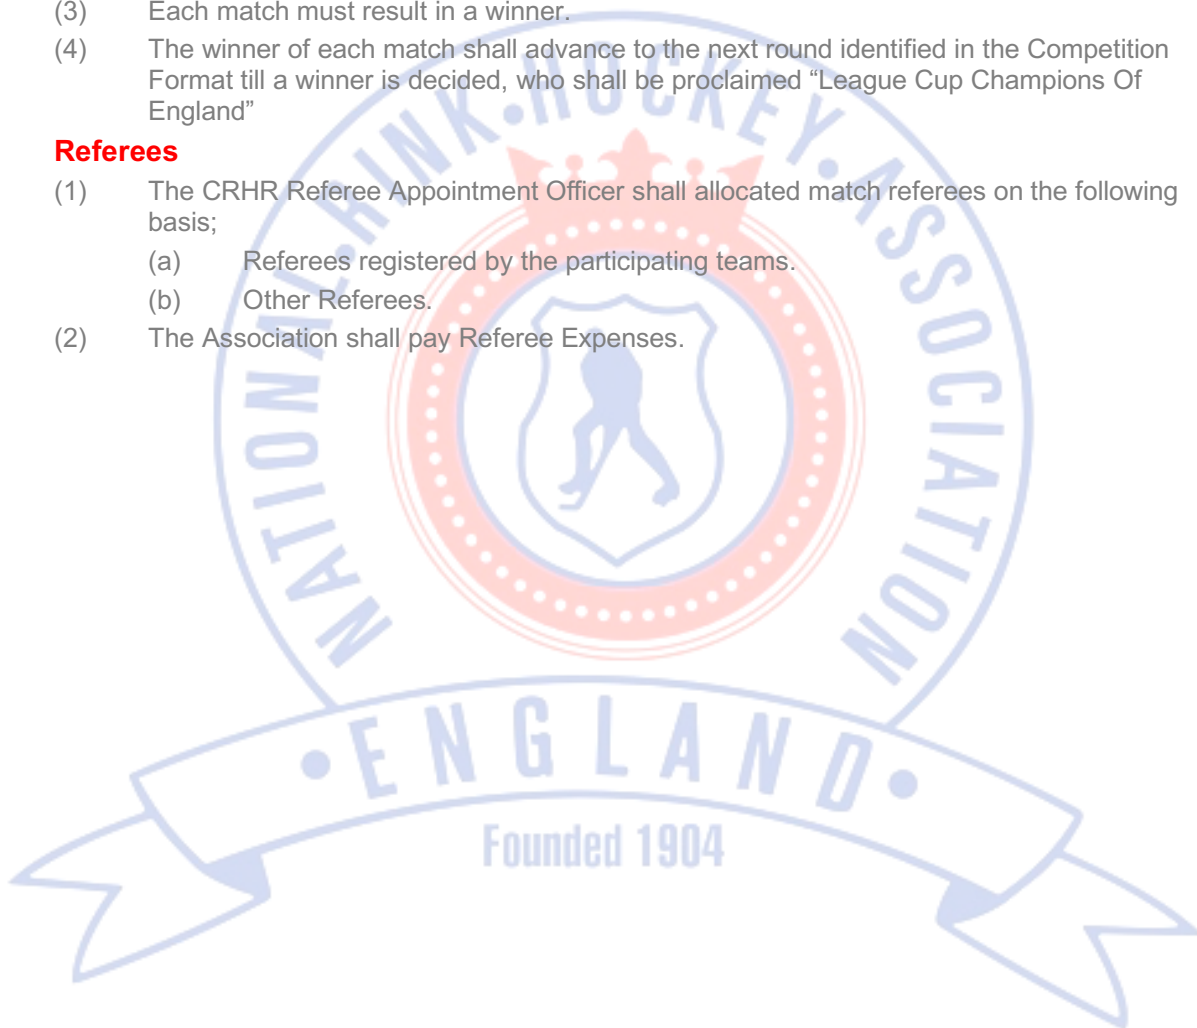 (3) Each match must result in a winner.
(4) The winner of each match shall advance to the next round identified in the Competition
Format till a winner is decided, who shall be proclaimed “League Cup Champions Of
England”
Referees
(1) The CRHR Referee Appointment Officer shall allocated match referees on the following
basis;
(a) Referees registered by the participating teams.
(b) Other Referees.
(2) The Association shall pay Referee Expenses.
NATIONAL•RINK•HOCKEY•ASSOCIATION
•ENGLAND•
Founded 1904